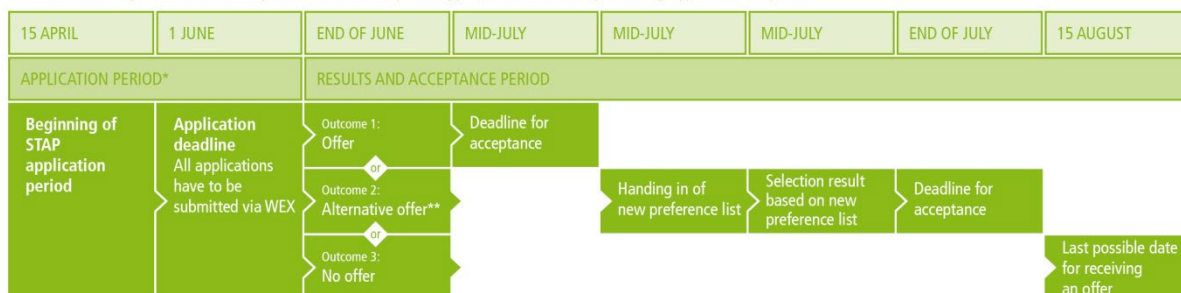 15 APRIL
1 JUNE
END OF JUNE
MID-JULY
MID-JULY
MID-JULY
END OF JULY
15 AUGUST
APPLICATION PERIOD*
RESULTS AND ACCEPTANCE PERIOD
Beginning of
STAP
application
period
Application
deadline
All applications
have to be
submitted via WEX
Outcome 1:
Offer
or
Outcome 2:
Alternative offer**
or
Outcome 3:
No offer
Deadline for
acceptance
Handing in of
new preference list
Selection result
based on new
preference list
Deadline for
acceptance
Last possible date
for receiving
an offer